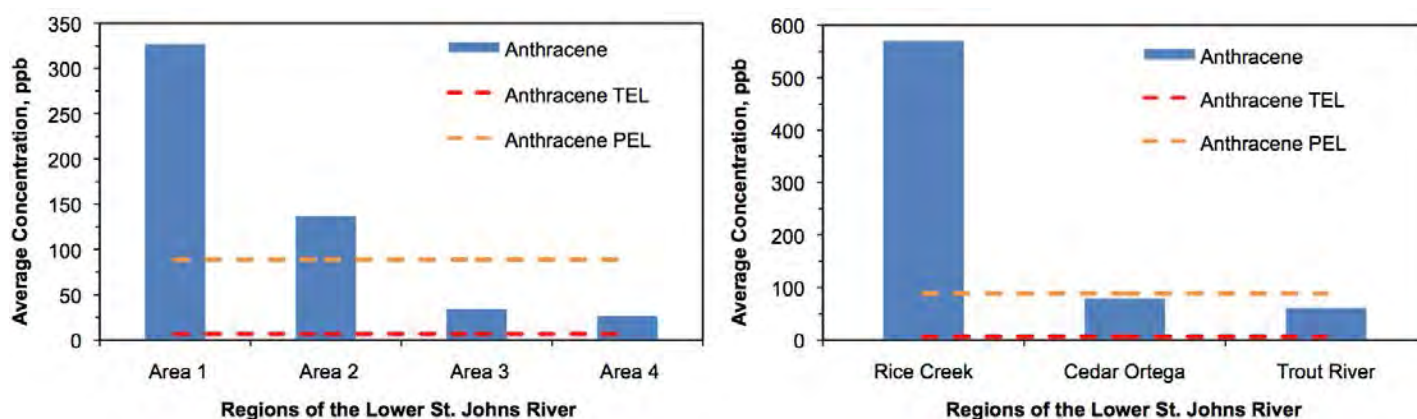 350
300
250
200
150
100
50
0
Average Concentration, ppb
Anthracene
Anthracene TEL
Anthracene PEL
Area 1 Area 2 Area 3 Area 4
Regions of the Lower St. Johns River
600
500
400
300
200
100
0
Average Concentration, ppb
Anthracene
Anthracene TEL
Anthracene PEL
Rice Creek Cedar Ortega Trout River
Regions of the Lower St. Johns River